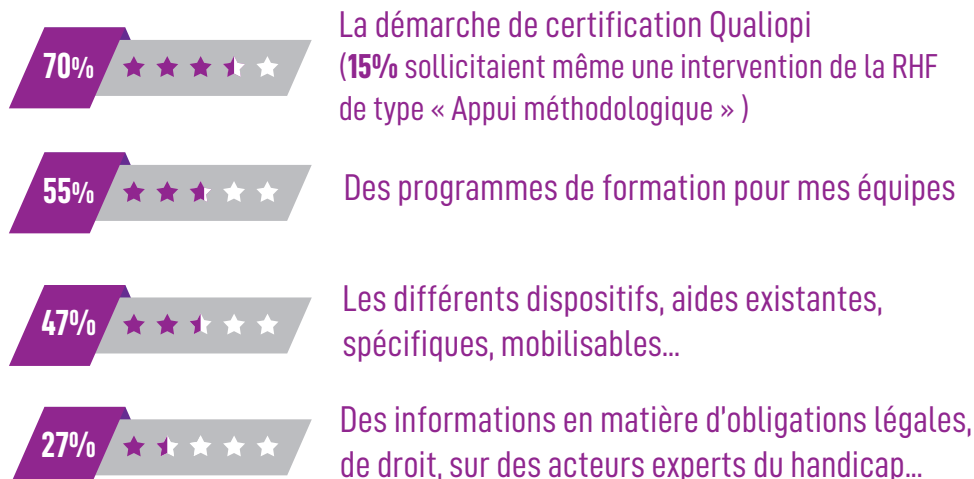 70%
La démarche de certification Qualiopi
(15% sollicitaient même une intervention de la RHF
de type « Appui méthodologique » )
55%
Des programmes de formation pour mes équipes
47%
Les différents dispositifs, aides existantes,
spécifiques, mobilisables...
27%
Des informations en matière d'obligations légales,
de droit, sur des acteurs experts du handicap...